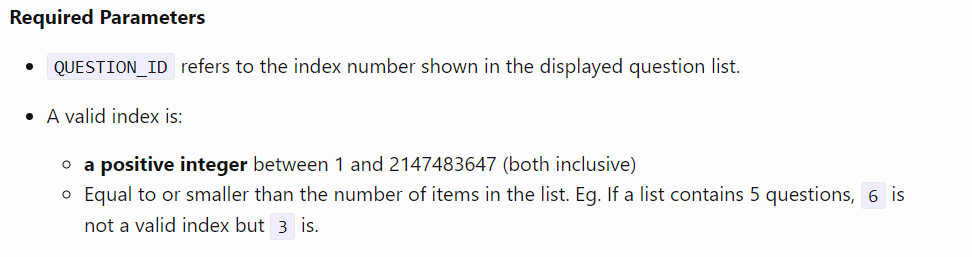 Required Parameters
QUESTION_ID refers to the index number shown in the displayed question list.
A valid index is:
a positive integer between 1 and 2147483647 (both inclusive)
Equal to or smaller than the number of items in the list. Eg. If a list contains 5 questions, 6 is
not a valid index but 3 is.